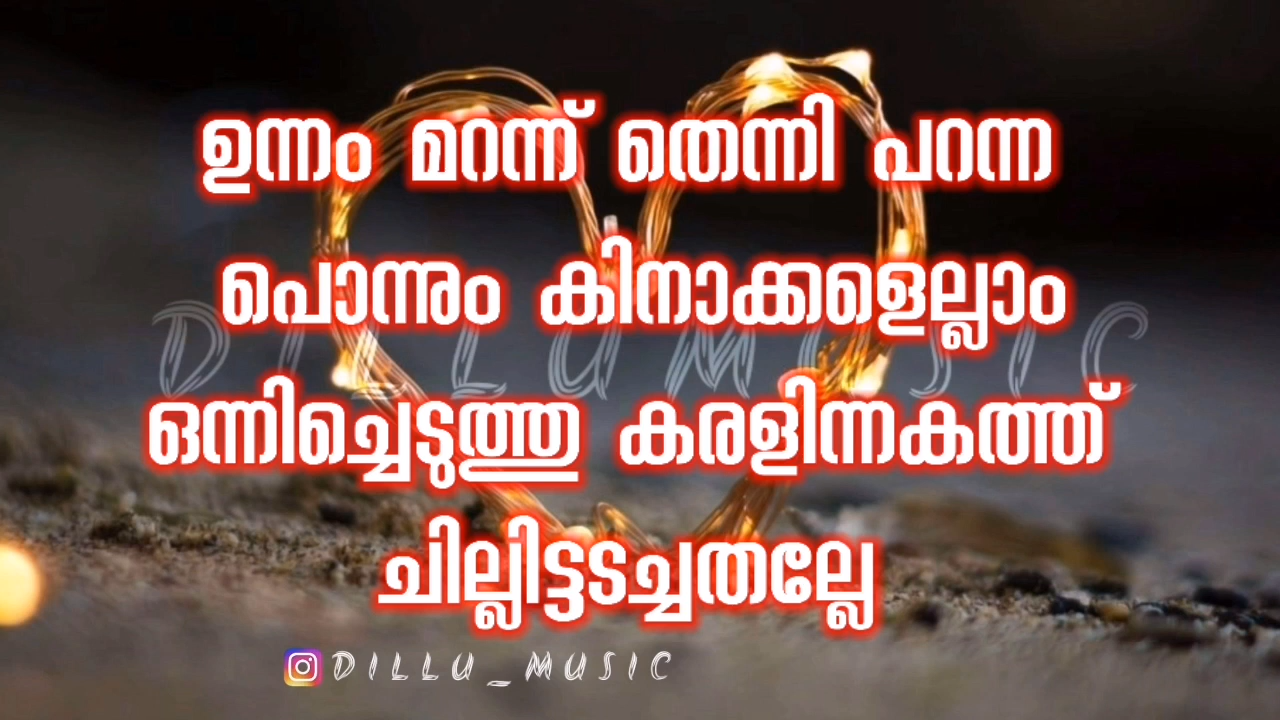 ഉന്നം മറന്ന് തെന്നി പറന്ന
പൊന്നും കിനാക്കളെല്ലാം
DILLU MUSIC
ഒന്നിച്ചെടുത്തു കരളിന്നകത്ത്
ചില്ലിട്ടടച്ചതല്ലേ
DILLU_MUSIC